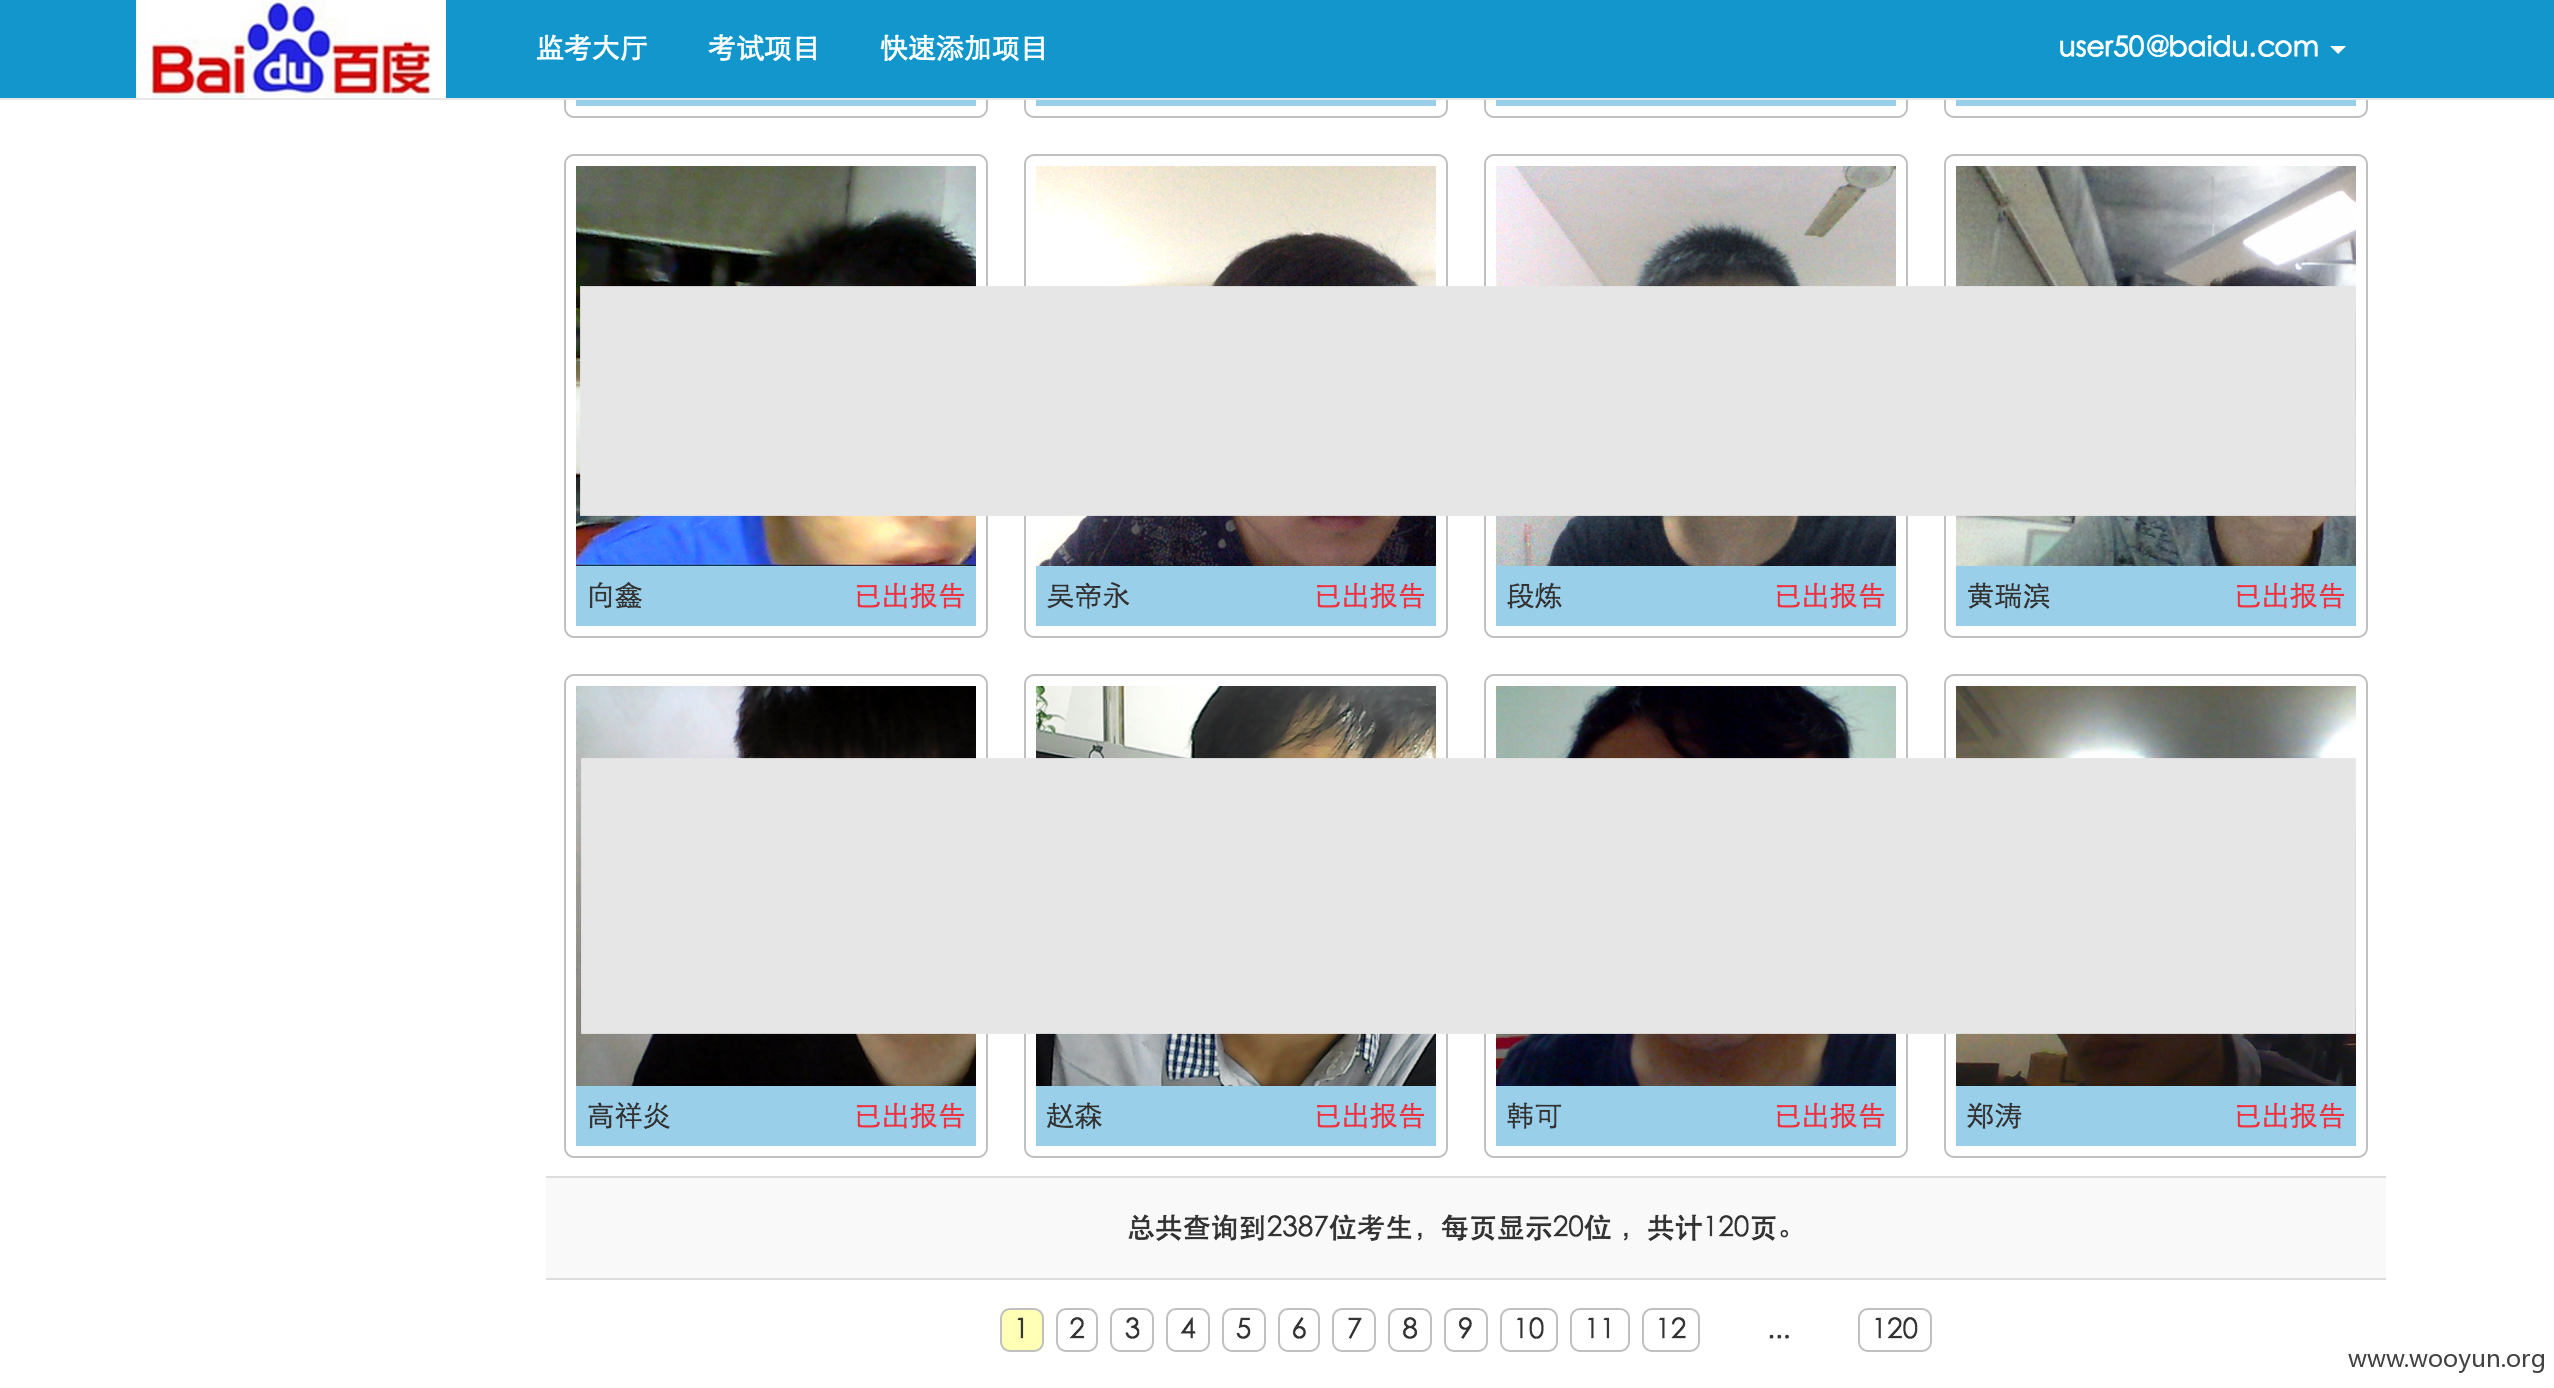 Baidu百度 监考大厅 考试项目 快速添加项目 user50@baidu.com
向鑫 已出报告 吴帝永 已出报告 段炼 已出报告 黄瑞滨 已出报告
高祥炎 已出报告 赵森 已出报告 韩可 已出报告 郑涛 已出报告
总共查询到2387位考生，每页显示20位 ，共计120页。
1 2 3 4 5 6 7 8 9 10 11 12 ... 120
www.wooyun.org